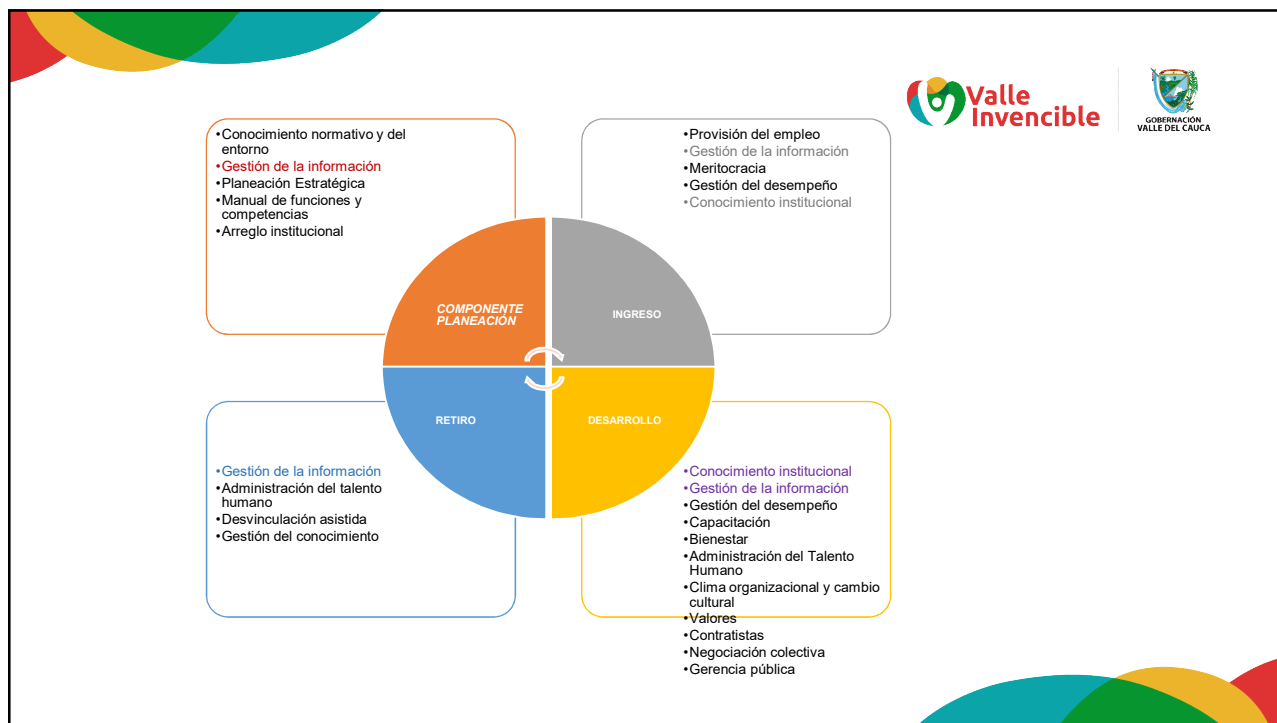 Valle
Invencible
GOBERNACIÓN
VALLE DEL CAUCA
•Conocimiento normativo y del
entorno
•Gestión de la información
•Planeación Estratégica
•Manual de funciones y
competencias
•Arreglo institucional
•Provisión del empleo
•Gestión de la información
•Meritocracia
•Gestión del desempeño
•Conocimiento institucional
COMPONENTE
PLANEACIÓN
INGRESO
RETIRO
DESARROLLO
•Gestión de la información
•Administración del talento
humano
•Desvinculación asistida
•Gestión del conocimiento
•Conocimiento institucional
•Gestión de la información
•Gestión del desempeño
•Capacitación
•Bienestar
•Administración del Talento
Humano
•Clima organizacional y cambio
cultural
•Valores
•Contratistas
•Negociación colectiva
•Gerencia pública